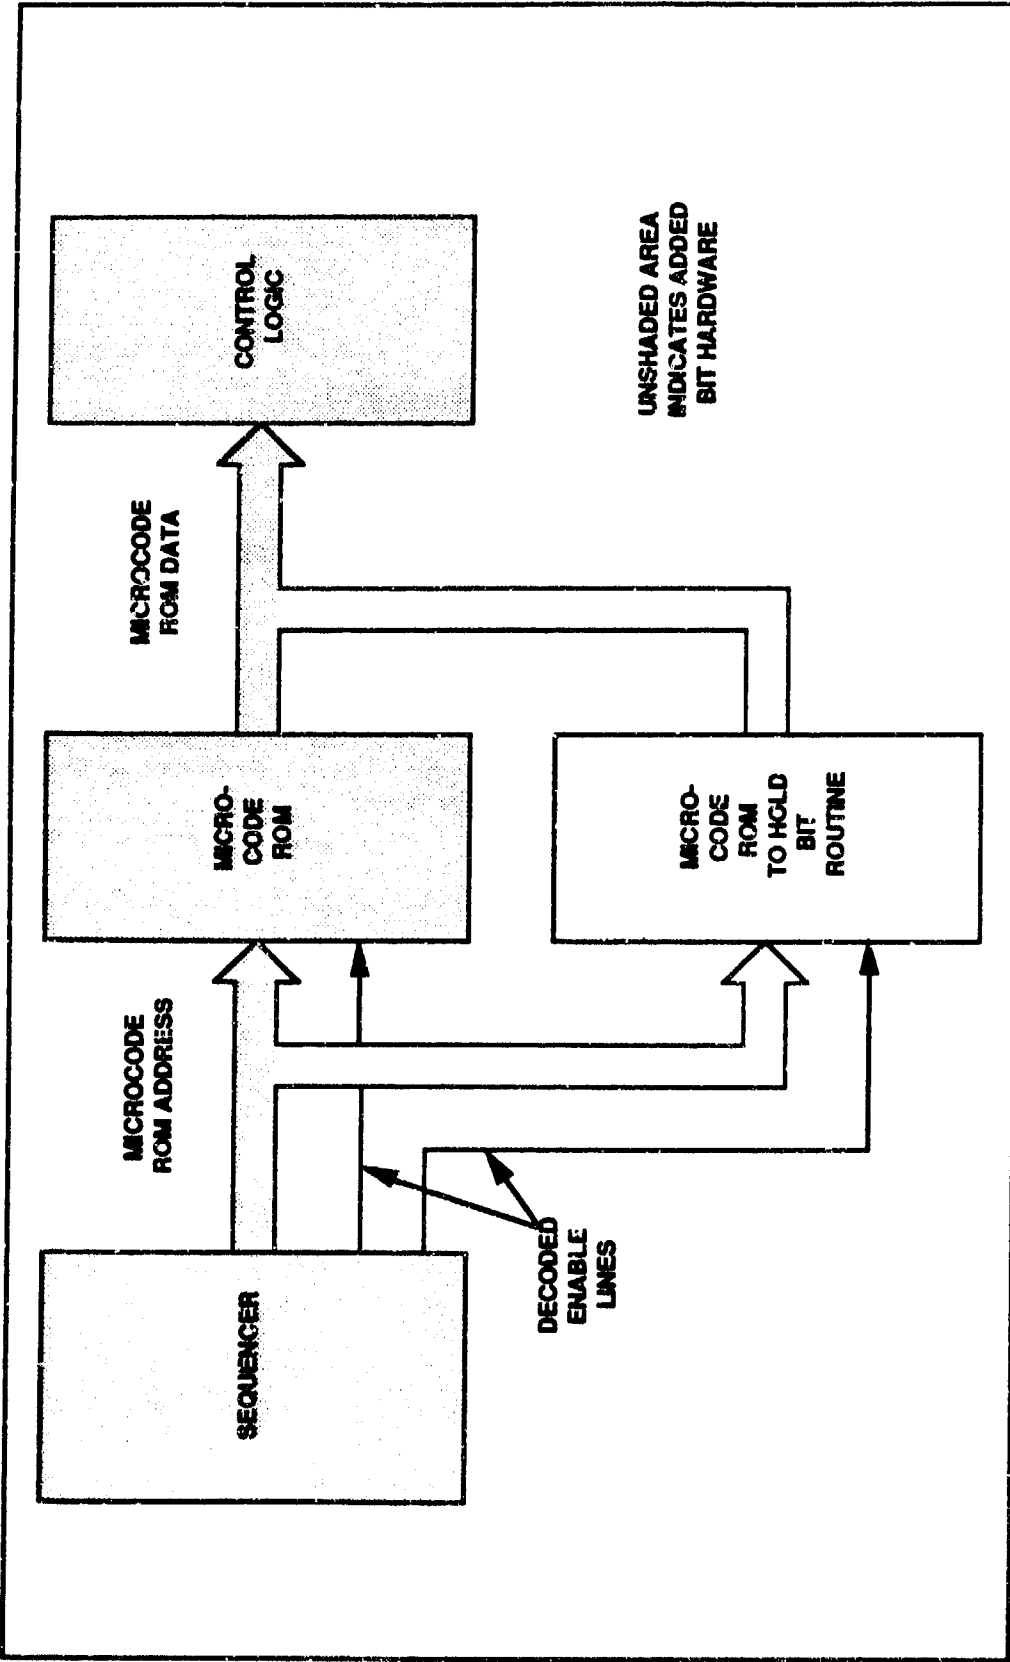 SEQUENCER
MICROCODE
ROM ADDRESS
DECODED
ENABLE
LINES
MICRO-
CODE
ROM
MICRO-
CODE
ROM
TO HOLD
BIT
ROUTINE
MICROCODE
ROM DATA
CONTROL
LOGIC
UNSHADED AREA
INDICATES ADDED
BIT HARDWARE